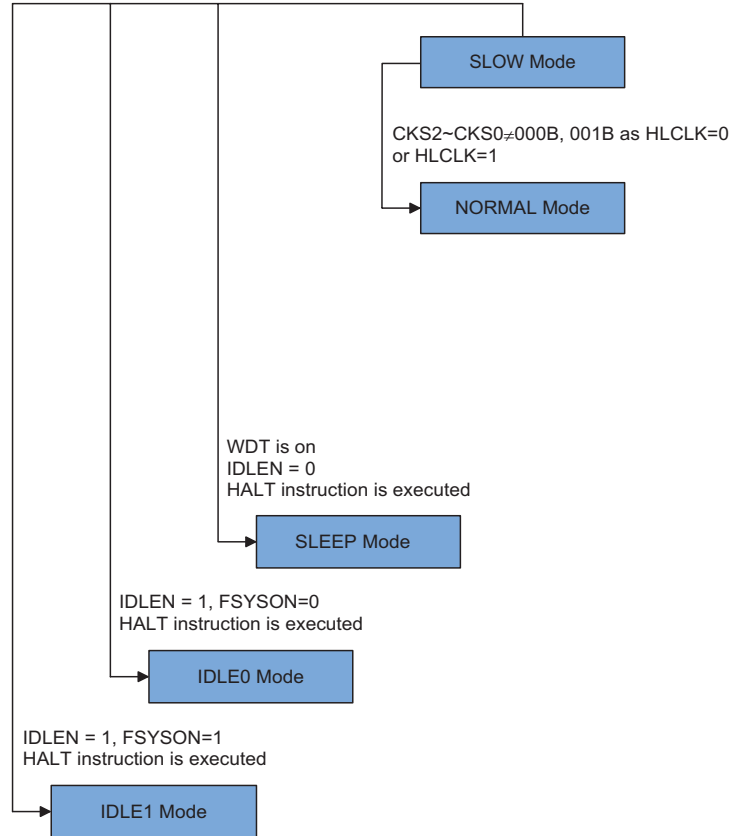 SLOW Mode
CKS2~CKS0≠000B, 001B as HLCLK=0
or HLCLK=1
NORMAL Mode
WDT is on
IDLEN = 0
HALT instruction is executed
SLEEP Mode
IDLEN = 1, FSYSON=0
HALT instruction is executed
IDLE0 Mode
IDLEN = 1, FSYSON=1
HALT instruction is executed
IDLE1 Mode